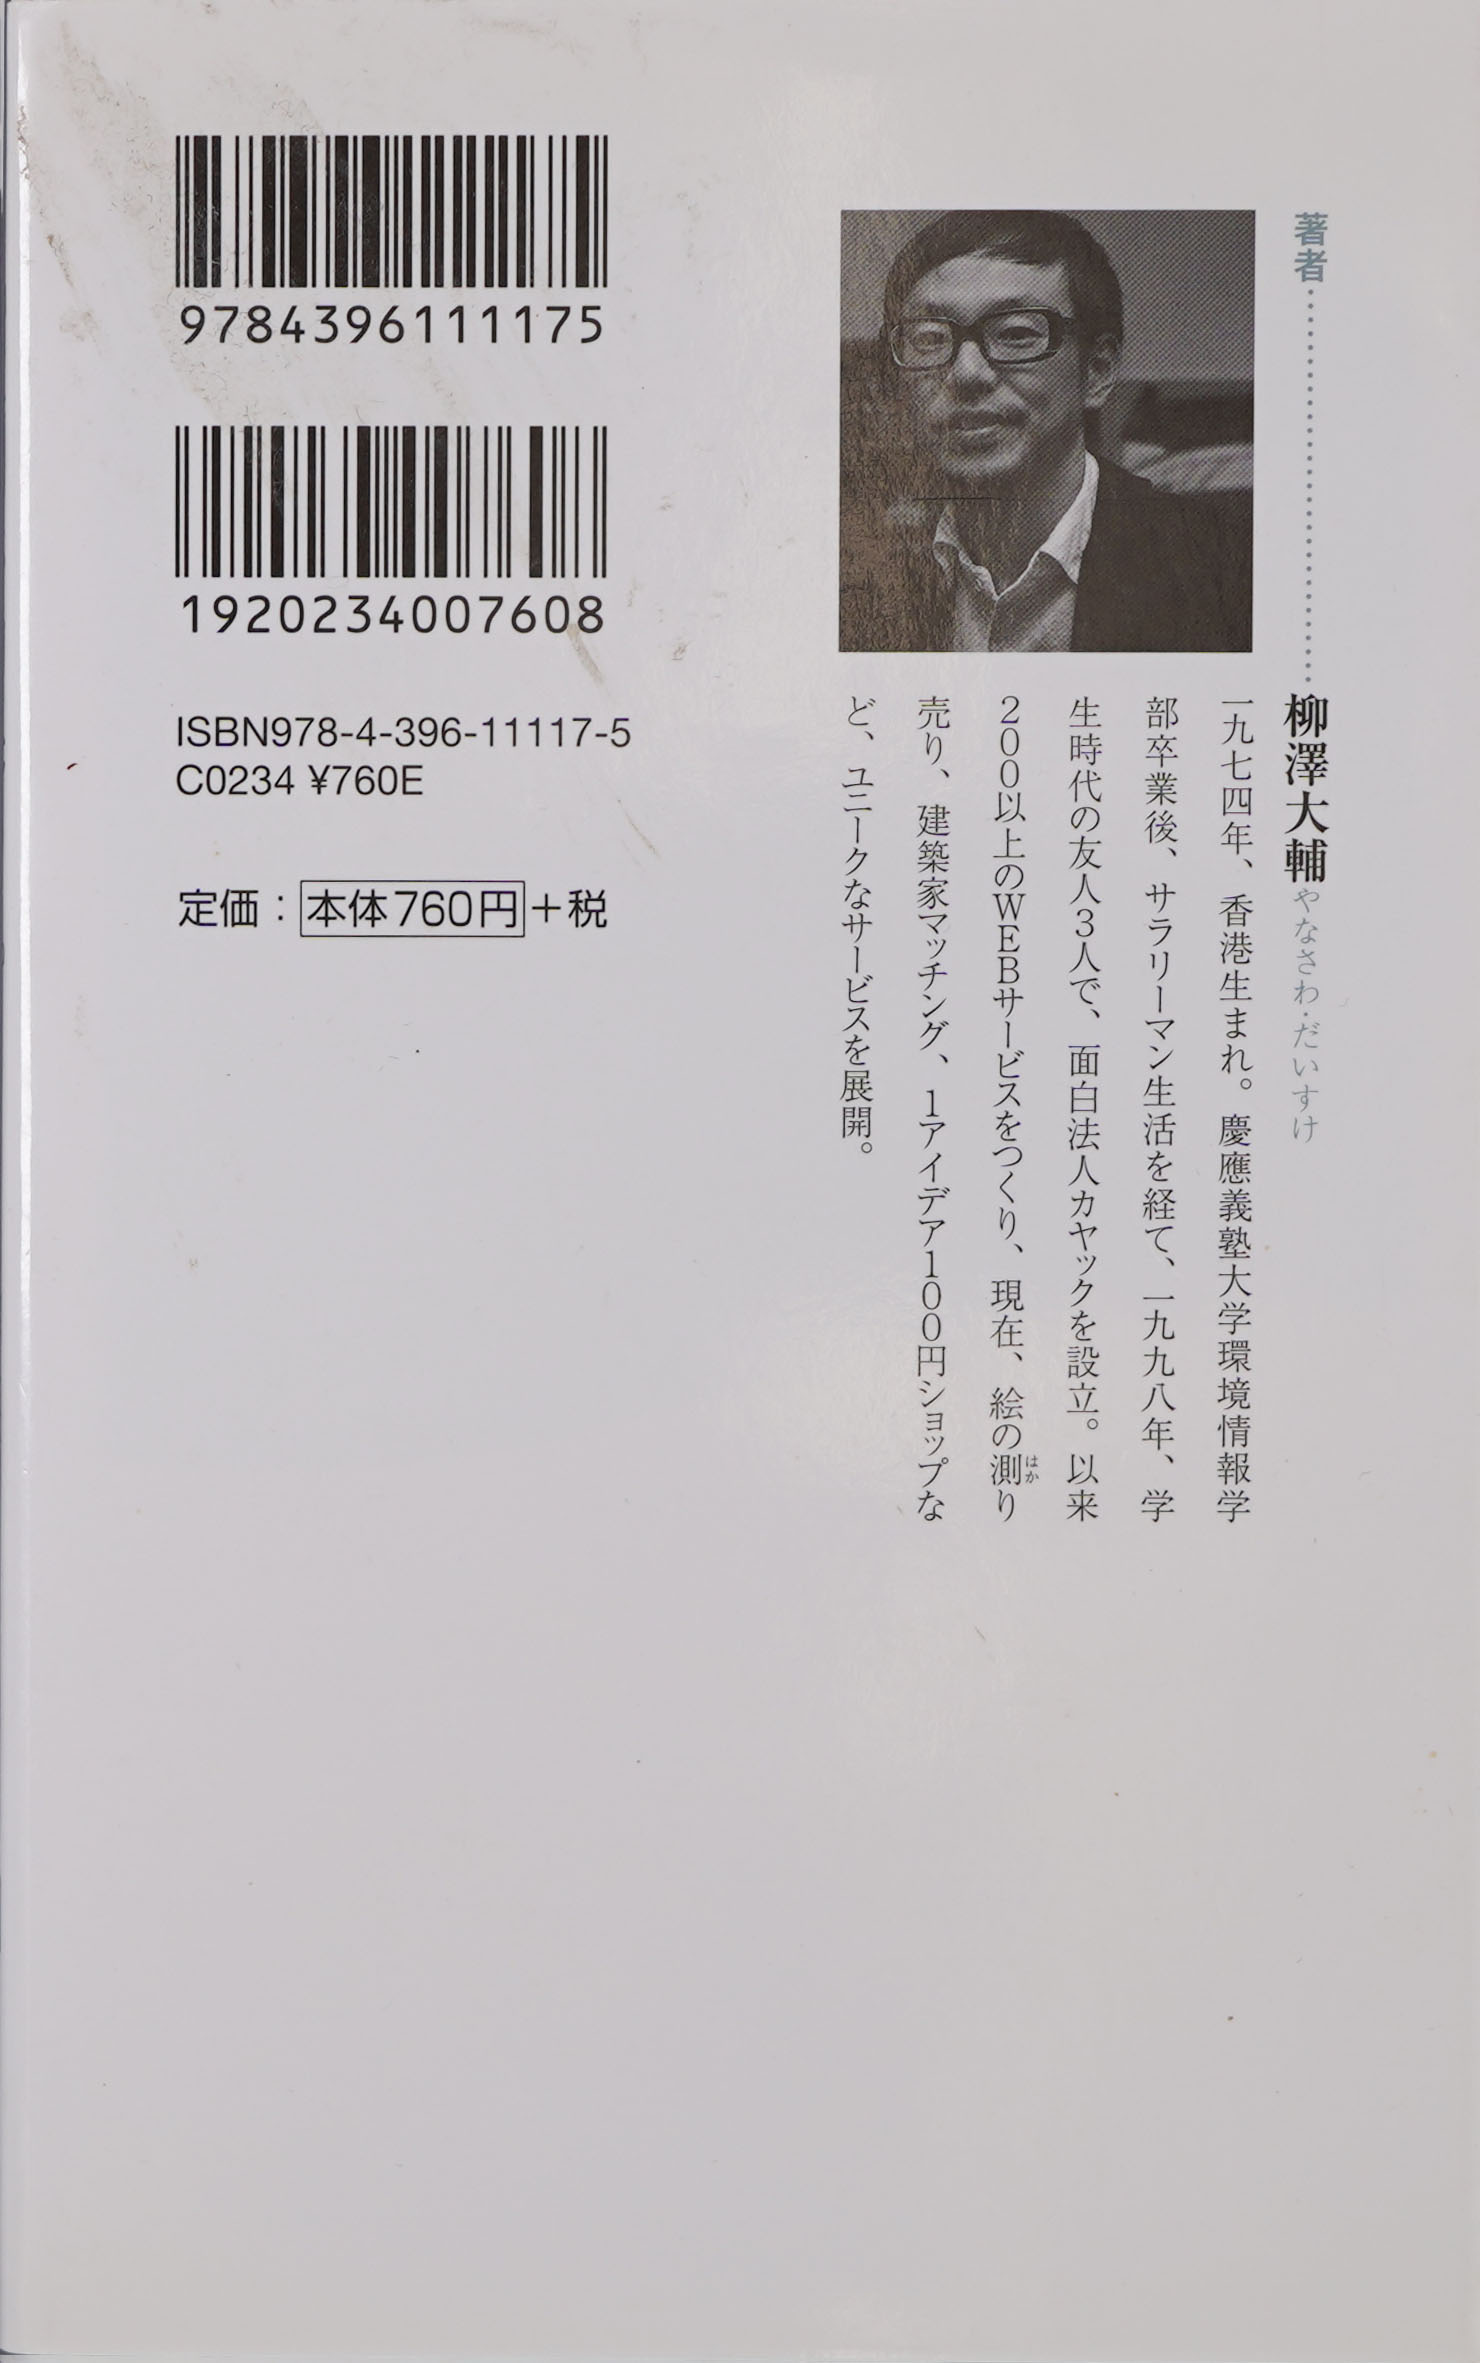 著者……………………柳澤大輔 やなさわ・だいすけ
一九七四年、香港生まれ。慶應義塾大学環境情報学
部卒業後、サラリーマン生活を経て、一九九八年、学
生時代の友人3人で、面白法人カヤックを設立。以来
200以上のWEBサービスをつくり、現在、絵の測り
はか
売り、建築家マッチング、1アイデア100円ショップな
ど、ユニークなサービスを展開。
9784396111175
1920234007608
ISBN978-4-396-11117-5
C0234 ¥760E
定価：本体760円＋税